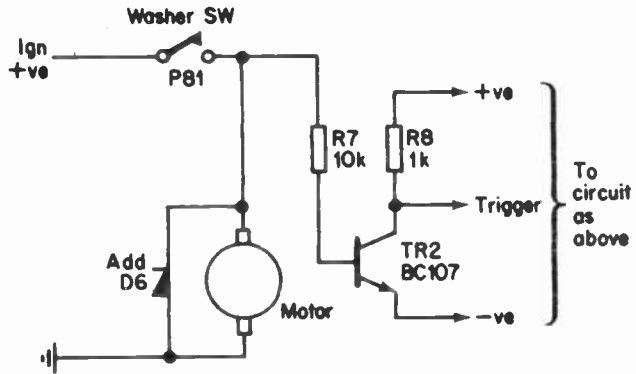 Washer SW
Ign
+ve
P81
R7
10k
R8
1k
+ve
Trigger
To
circuit
as
above
TR2
BC107
-ve
Add
D6
Motor